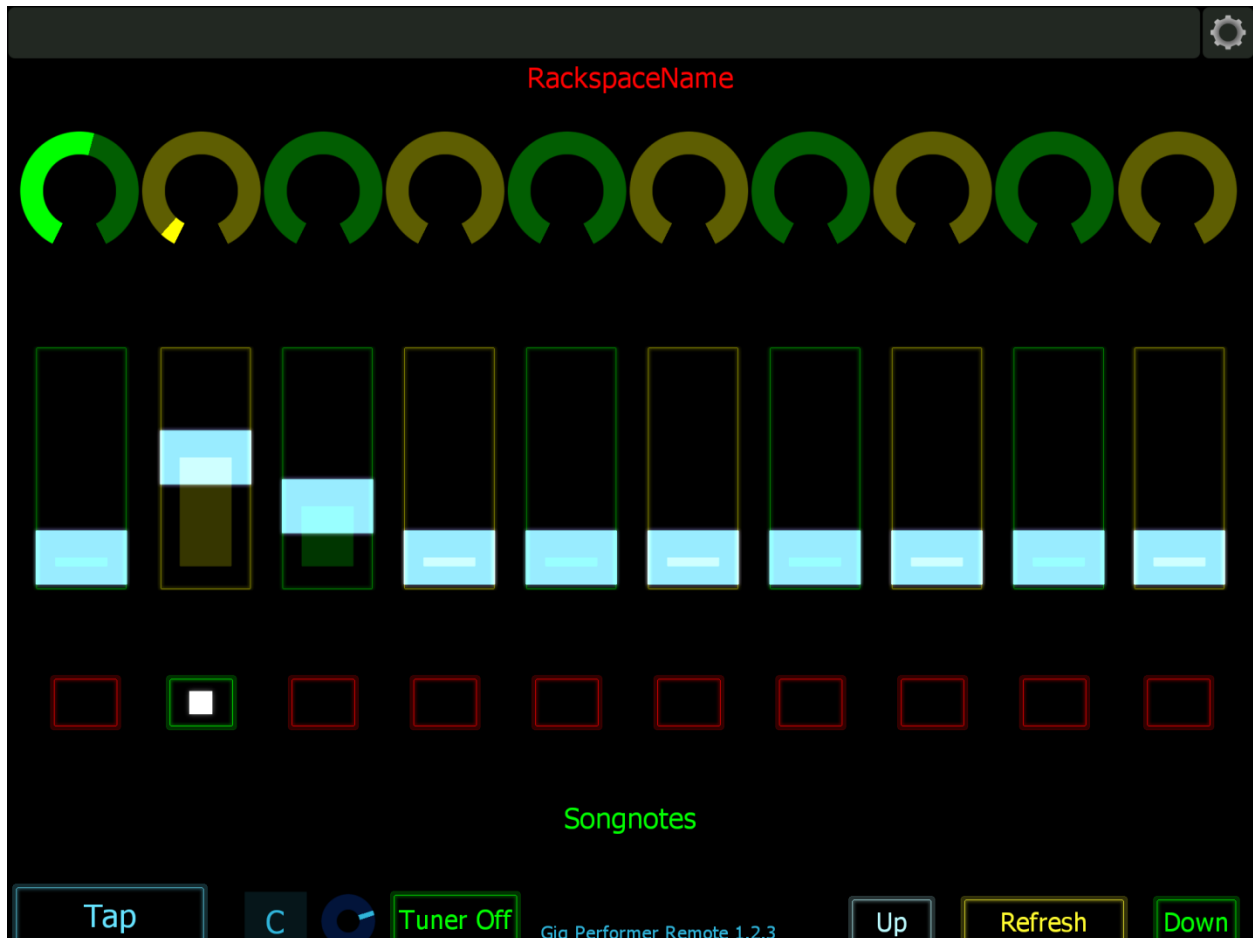 RackspaceName
Songnotes
Tap
C
Tuner Off
Gig Performer Remote 1.2.3
Up
Refresh
Down